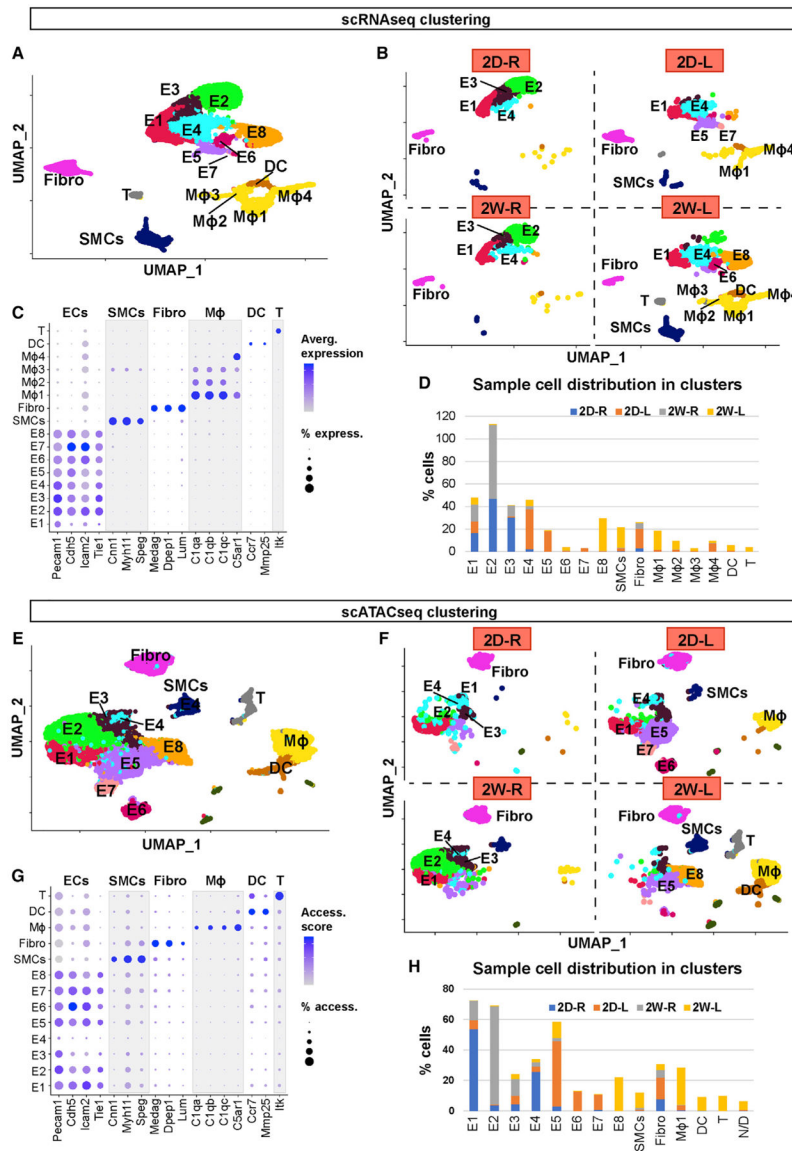 scRNAseq clustering
A
E3
E2
E1
E4
E8
E5
E6
E7
DC
Fibro
T
Mϕ3
Mϕ4
Mϕ2
Mϕ1
SMCs
UMAP_2
UMAP_1
B
2D-R
2D-L
E3
E2
E1
E4
Fibro
E1
E4
E5
E7
Fibro
Mϕ4
Mϕ1
SMCs
2W-R
2W-L
E3
E2
E1
E4
Fibro
E1
E4
E8
E6
Fibro
Mϕ3
DC
T
Mϕ4
Mϕ2
Mϕ1
SMCs
UMAP_2
UMAP_1
C
ECs SMCs Fibro Mϕ DC T
T
DC
Mϕ4
Mϕ3
Mϕ2
Mϕ1
Fibro
SMCs
E8
E7
E6
E5
E4
E3
E2
E1
Pecam1 Cdh5 Icam2 Tie1 Cnn1 Myh11 Speg Medag Dpep1 Lum C1qa C1qb C1qc C5ar1 Ccr7 Mmp25 Itk
Averg.
expression
% express.
D
Sample cell distribution in clusters
2D-R 2D-L 2W-R 2W-L
% cells
120
100
80
60
40
20
0
E1 E2 E3 E4 E5 E6 E7 E8 SMCs Fibro Mϕ1 Mϕ2 Mϕ3 Mϕ4 DC T
scATACseq clustering
E
Fibro
SMCs
E4
T
E3
E4
E2
E8
Mϕ
E1
E5
DC
E7
E6
UMAP_2
UMAP_1
F
2D-R
2D-L
Fibro
E4
E1
E2
E3
Fibro
SMCs
E4
E1
E5
E7
E6
2W-R
2W-L
Fibro
E4
E2
E3
E1
Fibro
SMCs
T
E8
E5
Mϕ
DC
UMAP_2
UMAP_1
G
ECs SMCs Fibro Mϕ DC T
T
DC
Mϕ
Fibro
SMCs
E8
E7
E6
E5
E4
E3
E2
E1
Pecam1 Cdh5 Icam2 Tie1 Cnn1 Myh11 Speg Medag Dpep1 Lum C1qa C1qb C1qc C5ar1 Ccr7 Mmp25 Itk
Access.
score
% access.
H
Sample cell distribution in clusters
2D-R 2D-L 2W-R 2W-L
% cells
80
60
40
20
0
E1 E2 E3 E4 E5 E6 E7 E8 SMCs Fibro Mϕ1 DC T N/D